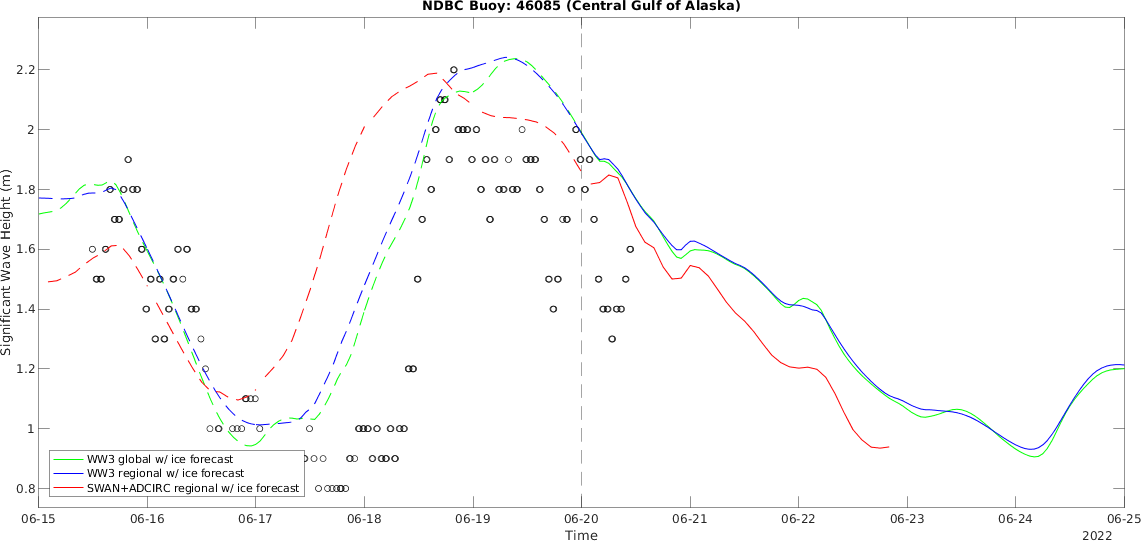 NDBC Buoy: 46085 (Central Gulf of Alaska)
Significant Wave Height (m)
2.2
2
1.8
1.6
1.4
1.2
1
0.8
WW3 global w/ ice forecast
WW3 regional w/ ice forecast
SWAN+ADCIRC regional w/ ice forecast
06-15 06-16 06-17 06-18 06-19 06-20 06-21 06-22 06-23 06-24 06-25
Time
2022